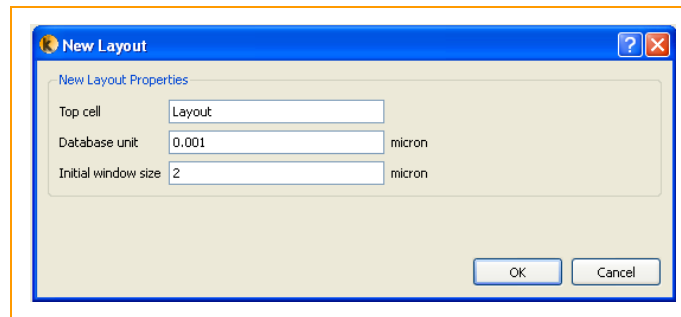 New Layout
New Layout Properties
Top cell Layout
Database unit 0.001 micron
Initial window size 2 micron
OK Cancel